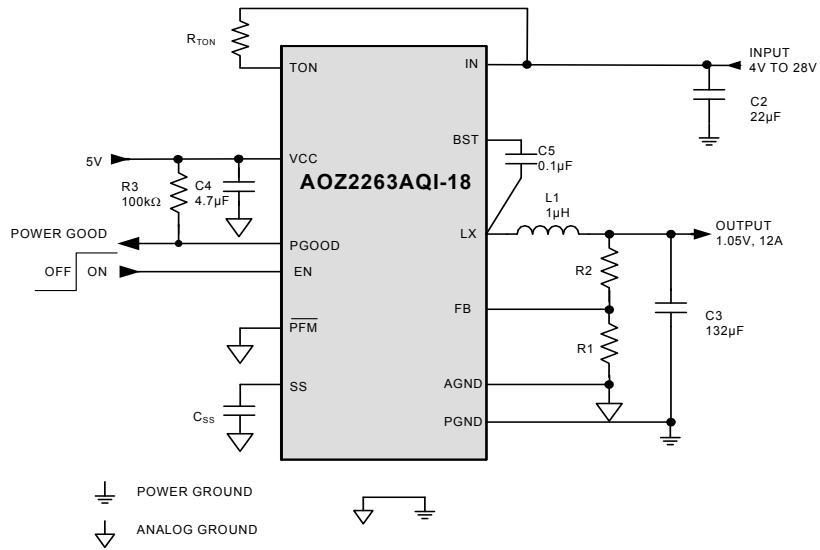 R_TON
TON
IN
INPUT
4V TO 28V
C2
22µF
BST
C5
0.1µF
5V
VCC
AOZ2263AQI-18
R3
100kΩ
C4
4.7µF
L1
1µH
LX
OUTPUT
1.05V, 12A
POWER GOOD
PGOOD
R2
OFF
ON
EN
FB
C3
132µF
PFM
R1
SS
AGND
C_SS
PGND
POWER GROUND
ANALOG GROUND